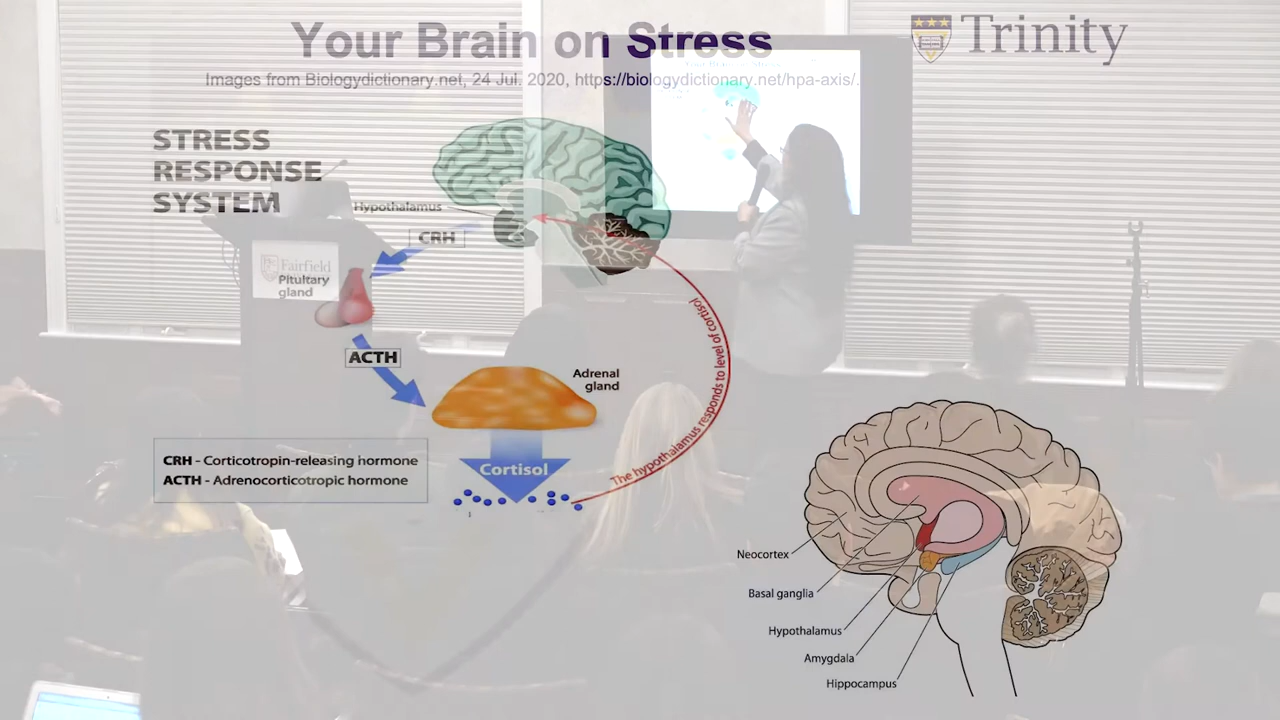 Your Brain on Stress
Trinity
Images from Biologydictionary.net, 24 Jul. 2020, https://biologydictionary.net/hpa-axis/.
STRESS
RESPONSE
SYSTEM
Hypothalamus
CRH
Fairfield
Pitultary
gland
ACTH
Adrenal
gland
The hypothalamus responds to level of cortisol
CRH - Corticotropin-releasing hormone
ACTH - Adrenocorticotropic hormone
Cortisol
Neocortex
Basal ganglia
Hypothalamus
Amygdala
Hippocampus